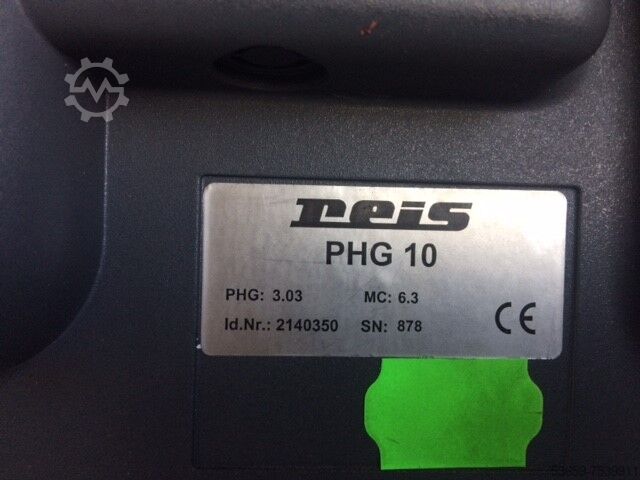 reis
PHG 10
PHG: 3.03 MC: 6.3
Id.Nr.: 2140350 SN: 878
CE